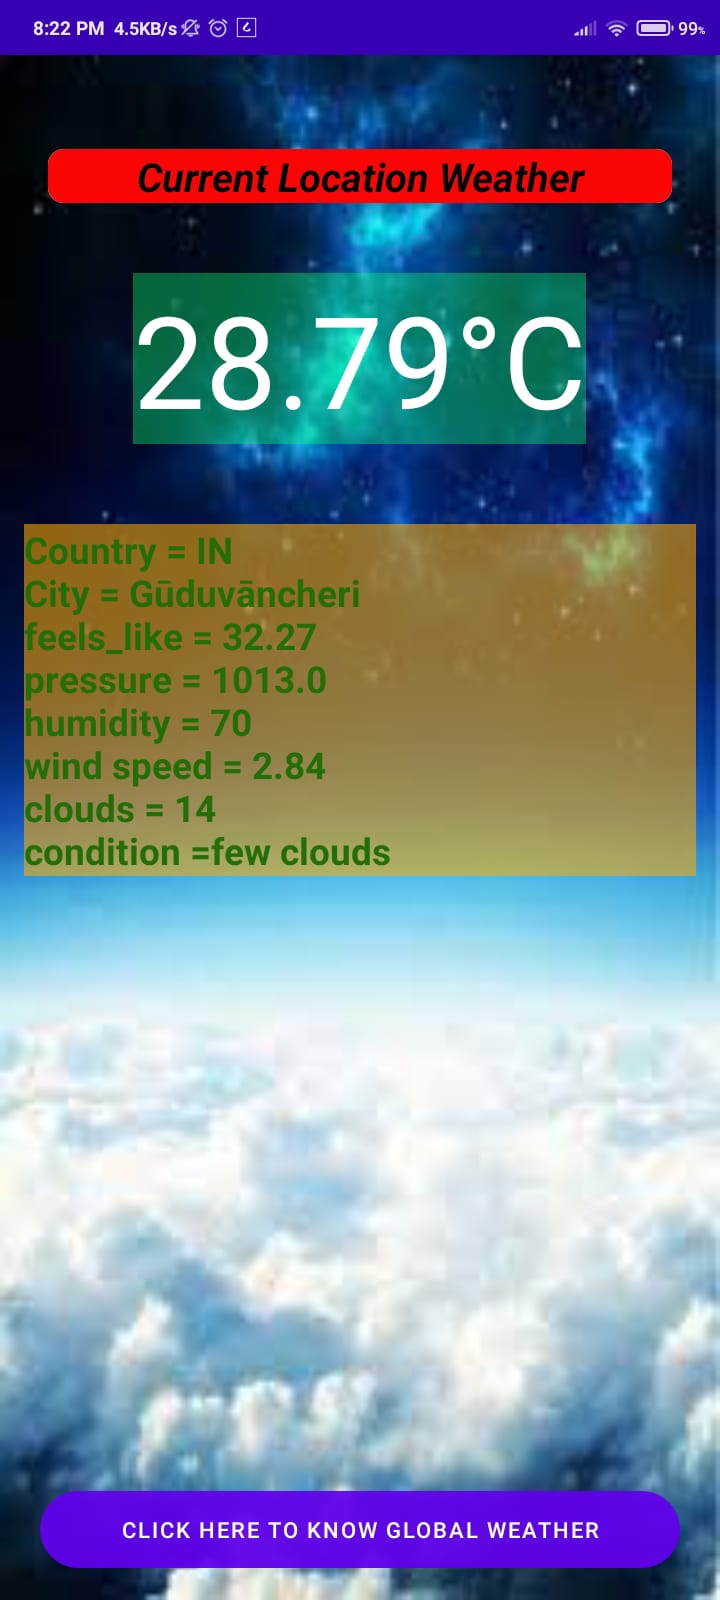 8:22 PM 4.5KB/s 99%
Current Location Weather
28.79°C
Country = IN
City = Gūduvāncheri
feels_like = 32.27
pressure = 1013.0
humidity = 70
wind speed = 2.84
clouds = 14
condition =few clouds
CLICK HERE TO KNOW GLOBAL WEATHER